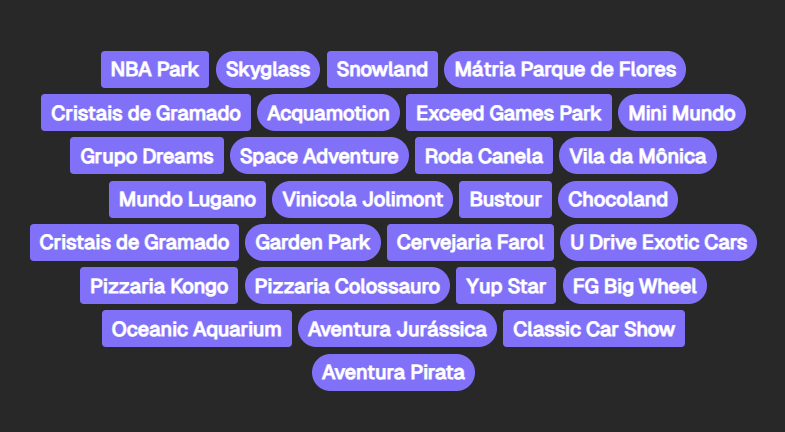 NBA Park Skyglass Snowland Mátria Parque de Flores
Cristais de Gramado Acquamotion Exceed Games Park Mini Mundo
Grupo Dreams Space Adventure Roda Canela Vila da Mônica
Mundo Lugano Vinicola Jolimont Bustour Chocoland
Cristais de Gramado Garden Park Cervejaria Farol U Drive Exotic Cars
Pizzaria Kongo Pizzaria Colossauro Yup Star FG Big Wheel
Oceanic Aquarium Aventura Jurássica Classic Car Show
Aventura Pirata